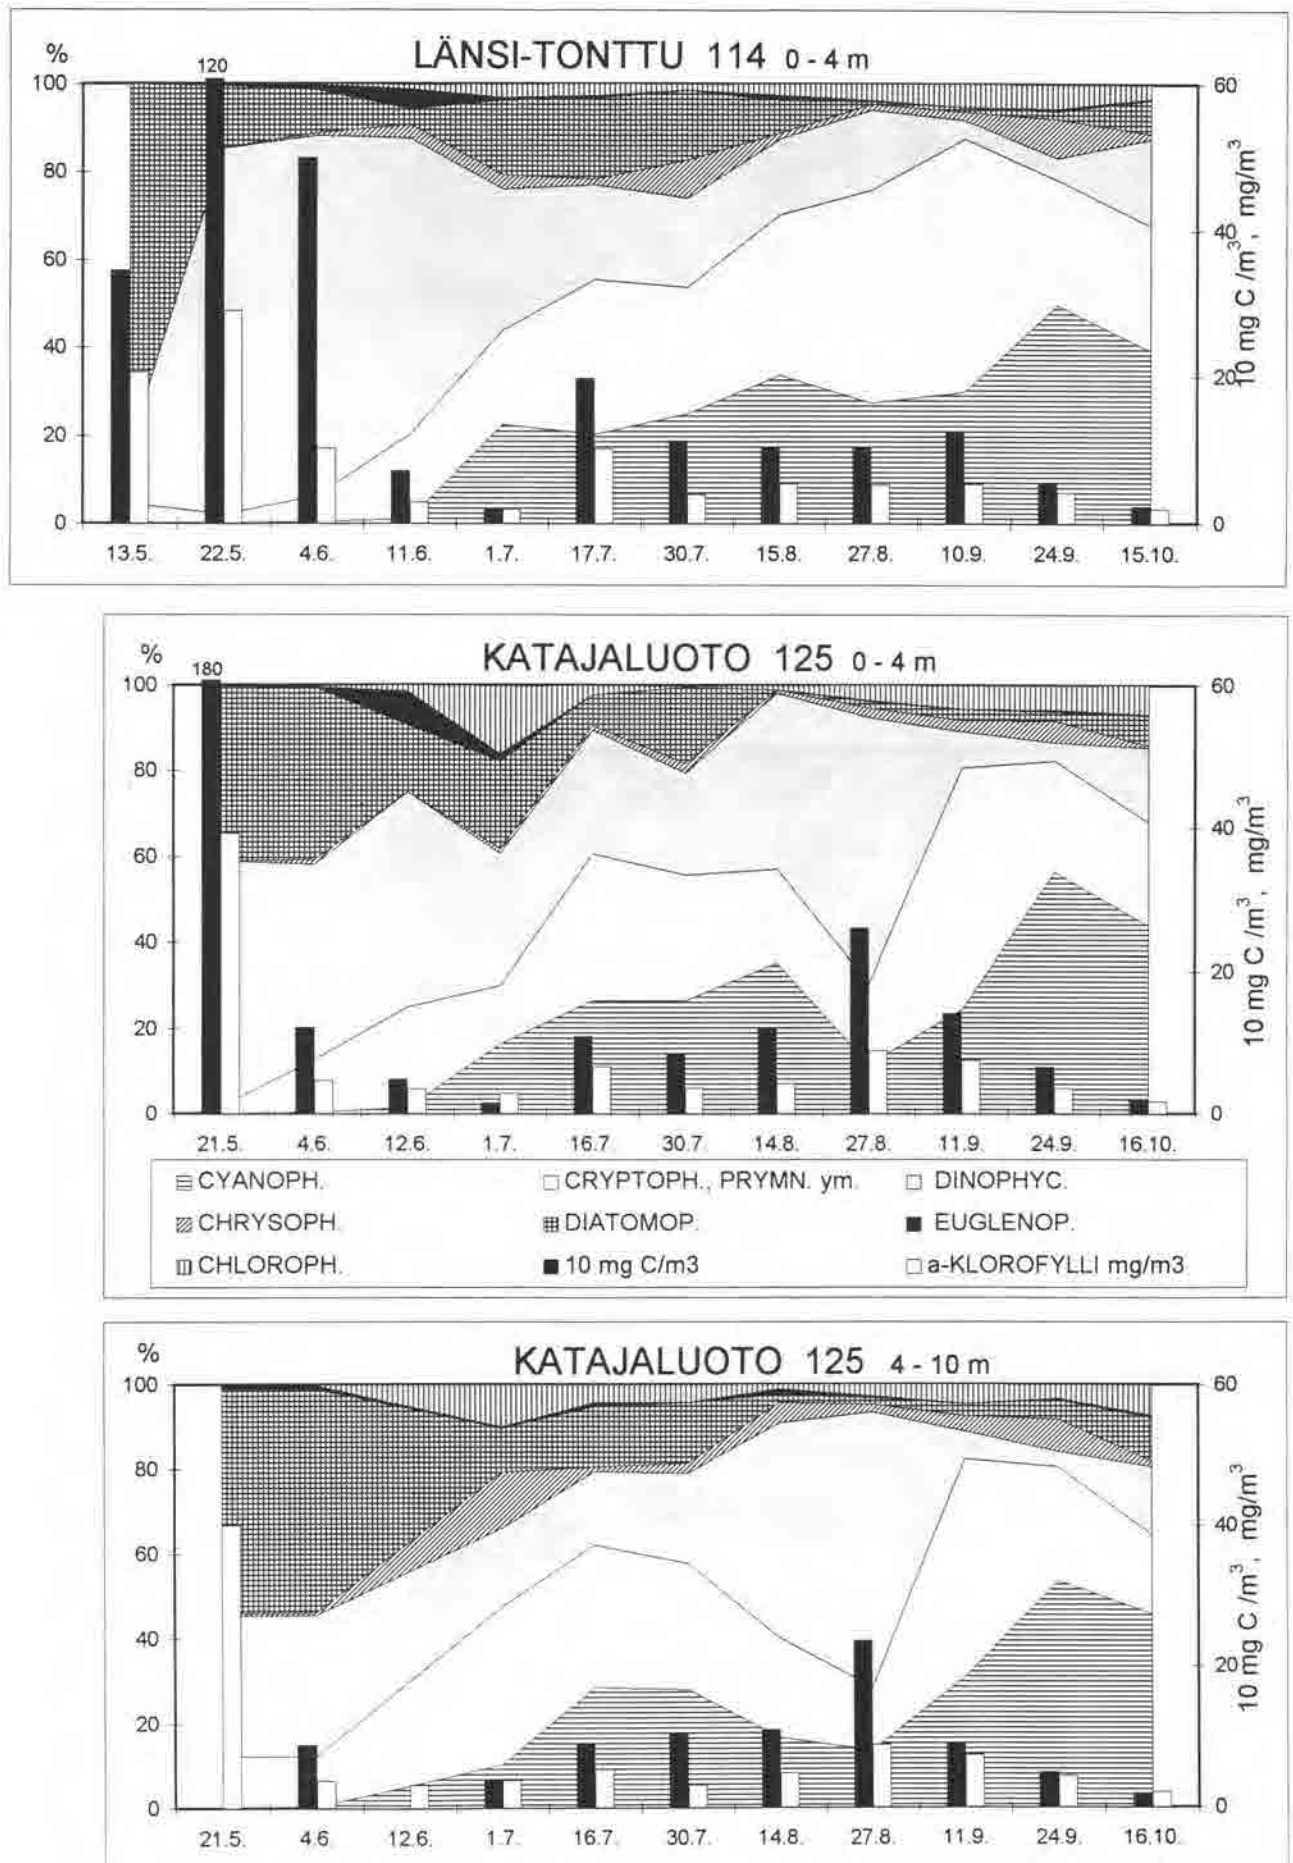 LÄNSI-TONTTU 114 0 - 4 m
%
120
100
80
60
40
20
0
60
40
20
0
10 mg C /m³, mg/m³
13.5. 22.5. 4.6. 11.6. 1.7. 17.7. 30.7. 15.8. 27.8. 10.9. 24.9. 15.10.
KATAJALUOTO 125 0 - 4 m
%
180
100
80
60
40
20
0
60
40
20
0
10 mg C /m³, mg/m³
21.5. 4.6. 12.6. 1.7. 16.7 30.7. 14.8. 27.8. 11.9. 24.9. 16.10.
CYANOPH. CRYPTOPH., PRYMN. ym. DINOPHYC.
CHRYSOPH. DIATOMOP. EUGLENOP.
CHLOROPH. 10 mg C/m3 a-KLOROFYLLI mg/m3
KATAJALUOTO 125 4 - 10 m
%
100
80
60
40
20
0
60
40
20
0
10 mg C /m³, mg/m³
21.5. 4.6. 12.6. 1.7. 16.7. 30.7. 14.8. 27.8. 11.9. 24.9. 16.10.